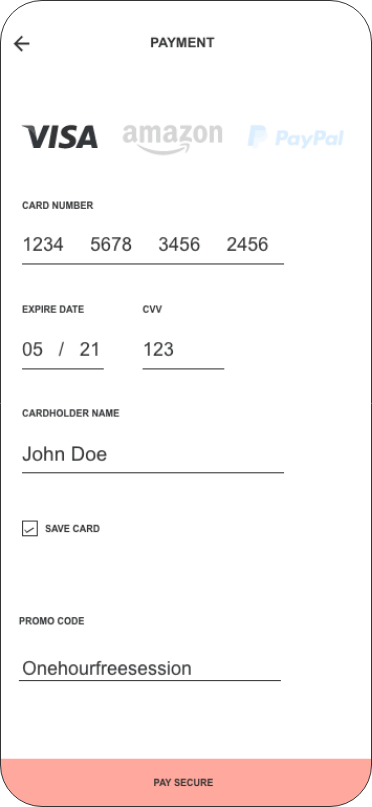 PAYMENT
VISA amazon PayPal
CARD NUMBER
1234 5678 3456 2456
EXPIRE DATE CVV
05 / 21 123
CARDHOLDER NAME
John Doe
SAVE CARD
PROMO CODE
Onehourfreesession
PAY SECURE